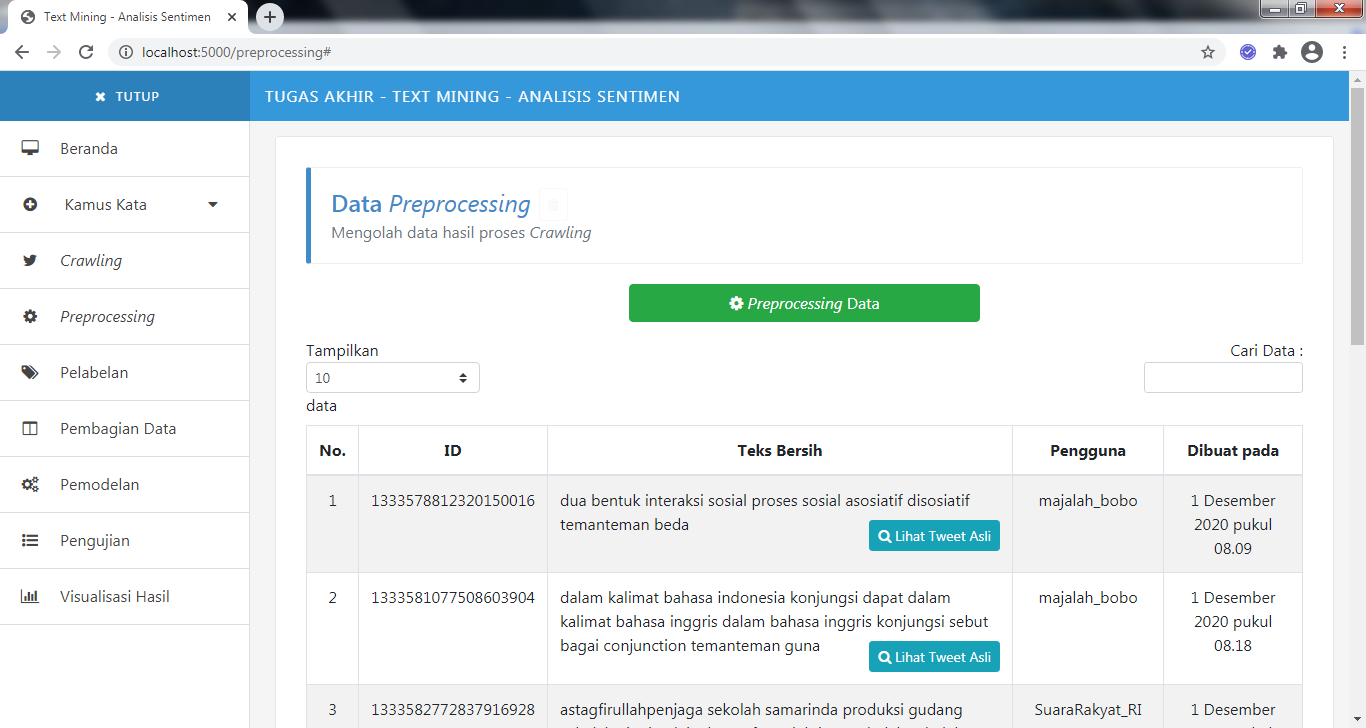 Text Mining - Analisis Sentimen
localhost:5000/preprocessing#
TUTUP
TUGAS AKHIR - TEXT MINING - ANALISIS SENTIMEN
Beranda
Kamus Kata
Crawling
Preprocessing
Pelabelan
Pembagian Data
Pemodelan
Pengujian
Visualisasi Hasil
Data Preprocessing
Mengolah data hasil proses Crawling
Preprocessing Data
Tampilkan
Cari Data :
10
data
No. ID Teks Bersih Pengguna Dibuat pada
1 1333578812320150016 dua bentuk interaksi sosial proses sosial asosiatif disosiatif majalah_bobo 1 Desember
temanteman beda 2020 pukul
Lihat Tweet Asli
08.09
2 1333581077508603904 dalam kalimat bahasa indonesia konjungsi dapat dalam majalah_bobo 1 Desember
kalimat bahasa inggris dalam bahasa inggris konjungsi sebut 2020 pukul
bagai conjunction temanteman guna 08.18
Lihat Tweet Asli
3 1333582772837916928 astagfirullahpenjaga sekolah samarinda produksi gudang SuaraRakyat_RI 1 Desember